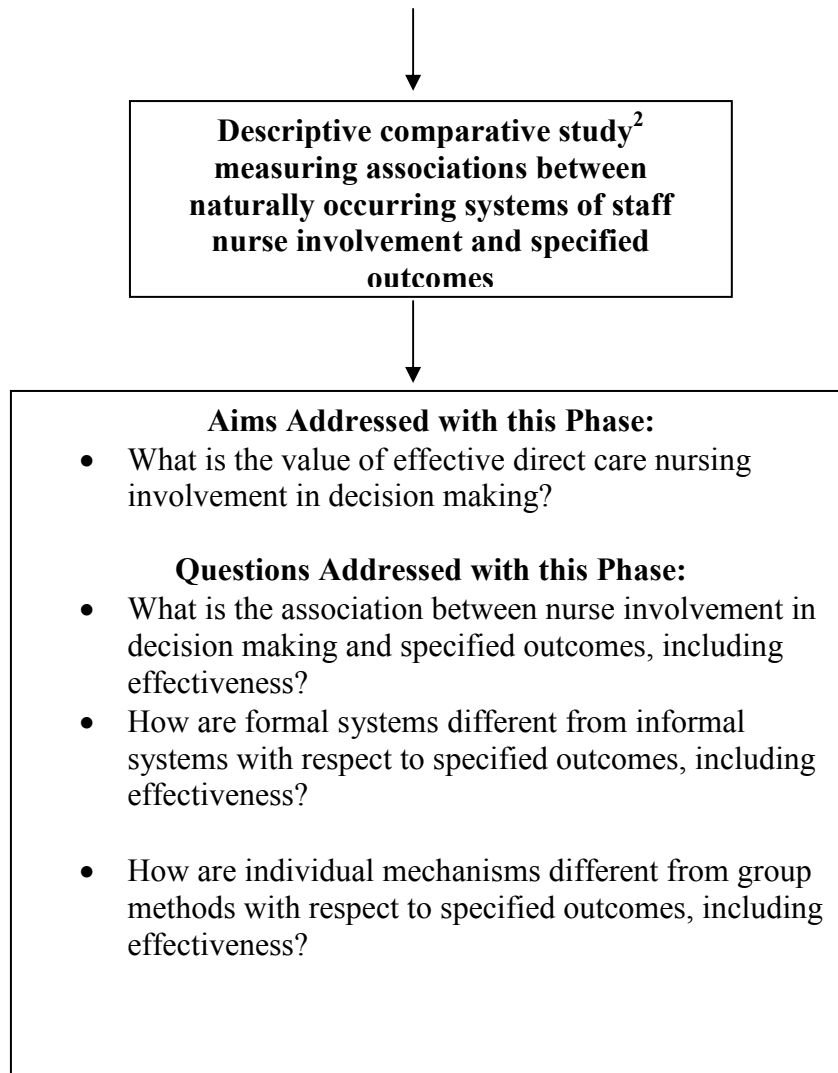 Descriptive comparative study²
measuring associations between
naturally occurring systems of staff
nurse involvement and specified
outcomes
Aims Addressed with this Phase:
• What is the value of effective direct care nursing
involvement in decision making?
Questions Addressed with this Phase:
• What is the association between nurse involvement in
decision making and specified outcomes, including
effectiveness?
• How are formal systems different from informal
systems with respect to specified outcomes, including
effectiveness?
• How are individual mechanisms different from group
methods with respect to specified outcomes, including
effectiveness?